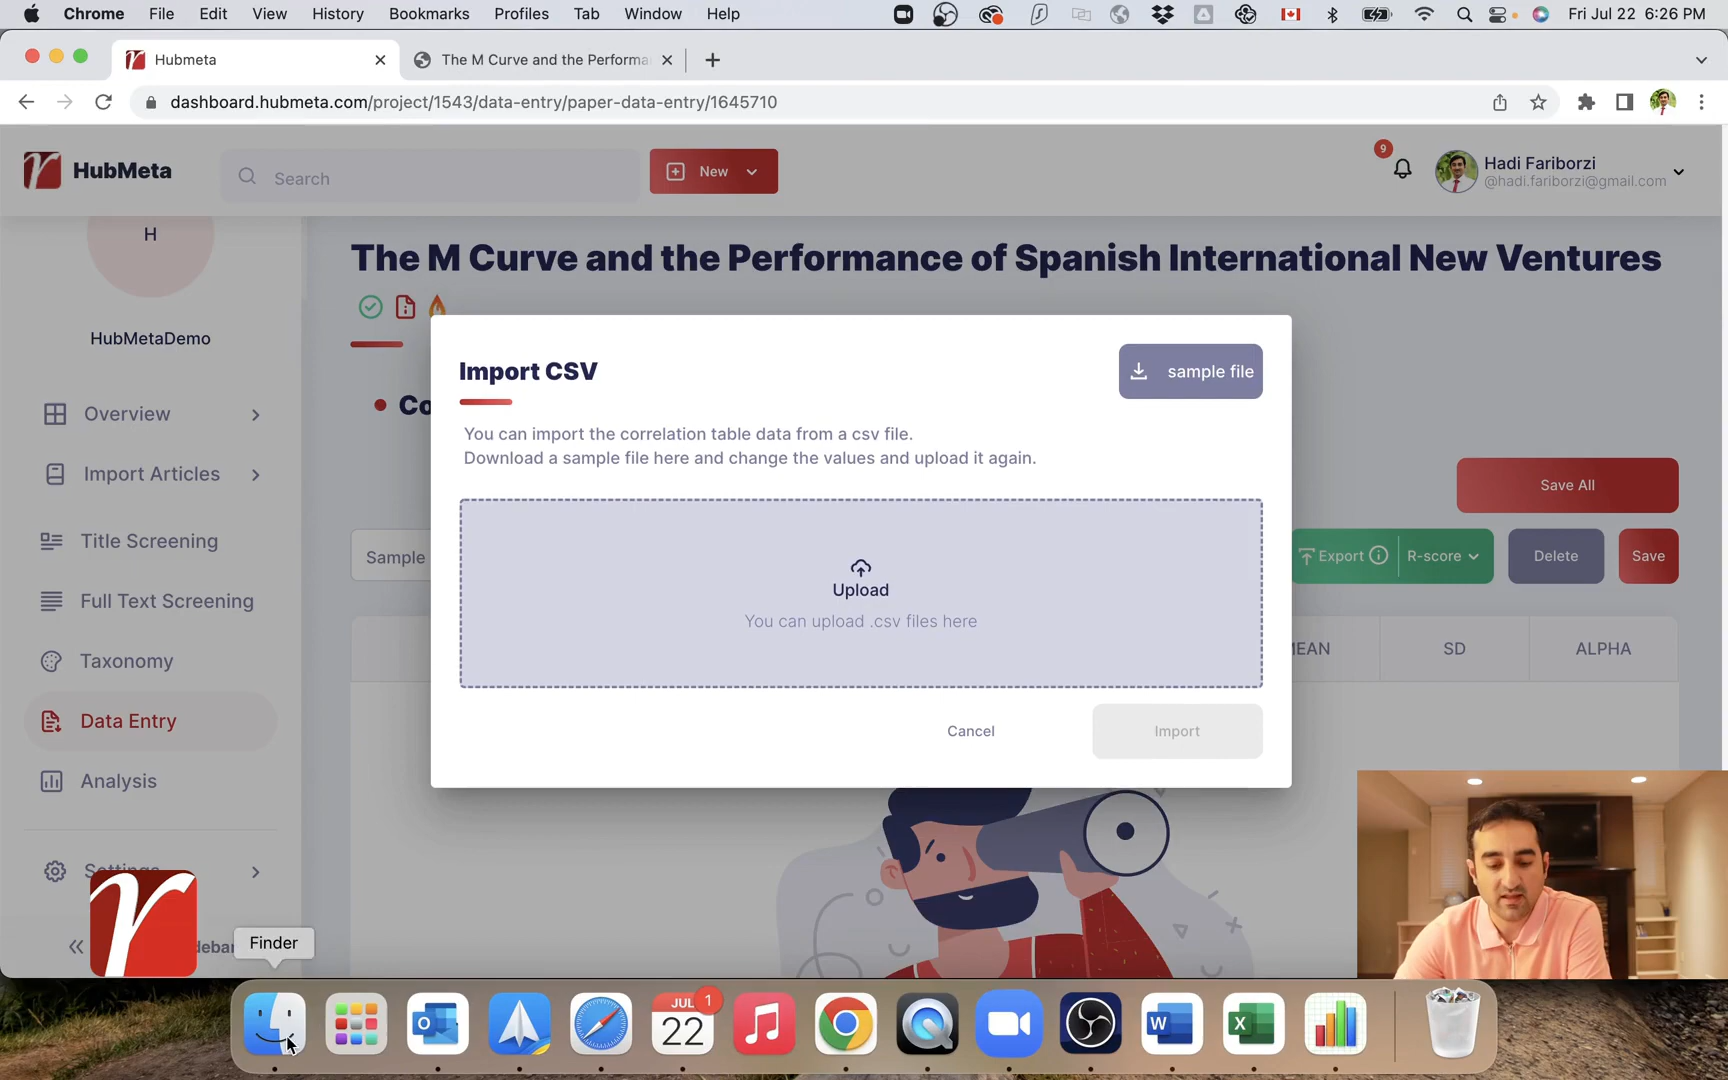 Chrome File Edit View History Bookmarks Profiles Tab Window Help Fri Jul 22 6:26 PM
Hubmeta The M Curve and the Performa
dashboard.hubmeta.com/project/1543/data-entry/paper-data-entry/1645710
HubMeta Search New 9 Hadi Fariborzi
@hadi.fariborzi@gmail.com
H
The M Curve and the Performance of Spanish International New Ventures
HubMetaDemo
Import CSV sample file
Co
Overview
You can import the correlation table data from a csv file.
Download a sample file here and change the values and upload it again.
Import Articles
Save All
Title Screening
Sample Export R-score Delete Save
Upload
Full Text Screening
You can upload .csv files here
EAN SD ALPHA
Taxonomy
Data Entry
Cancel Import
Analysis
Settings
r
Finder
debar
JUL 1
22
W
X